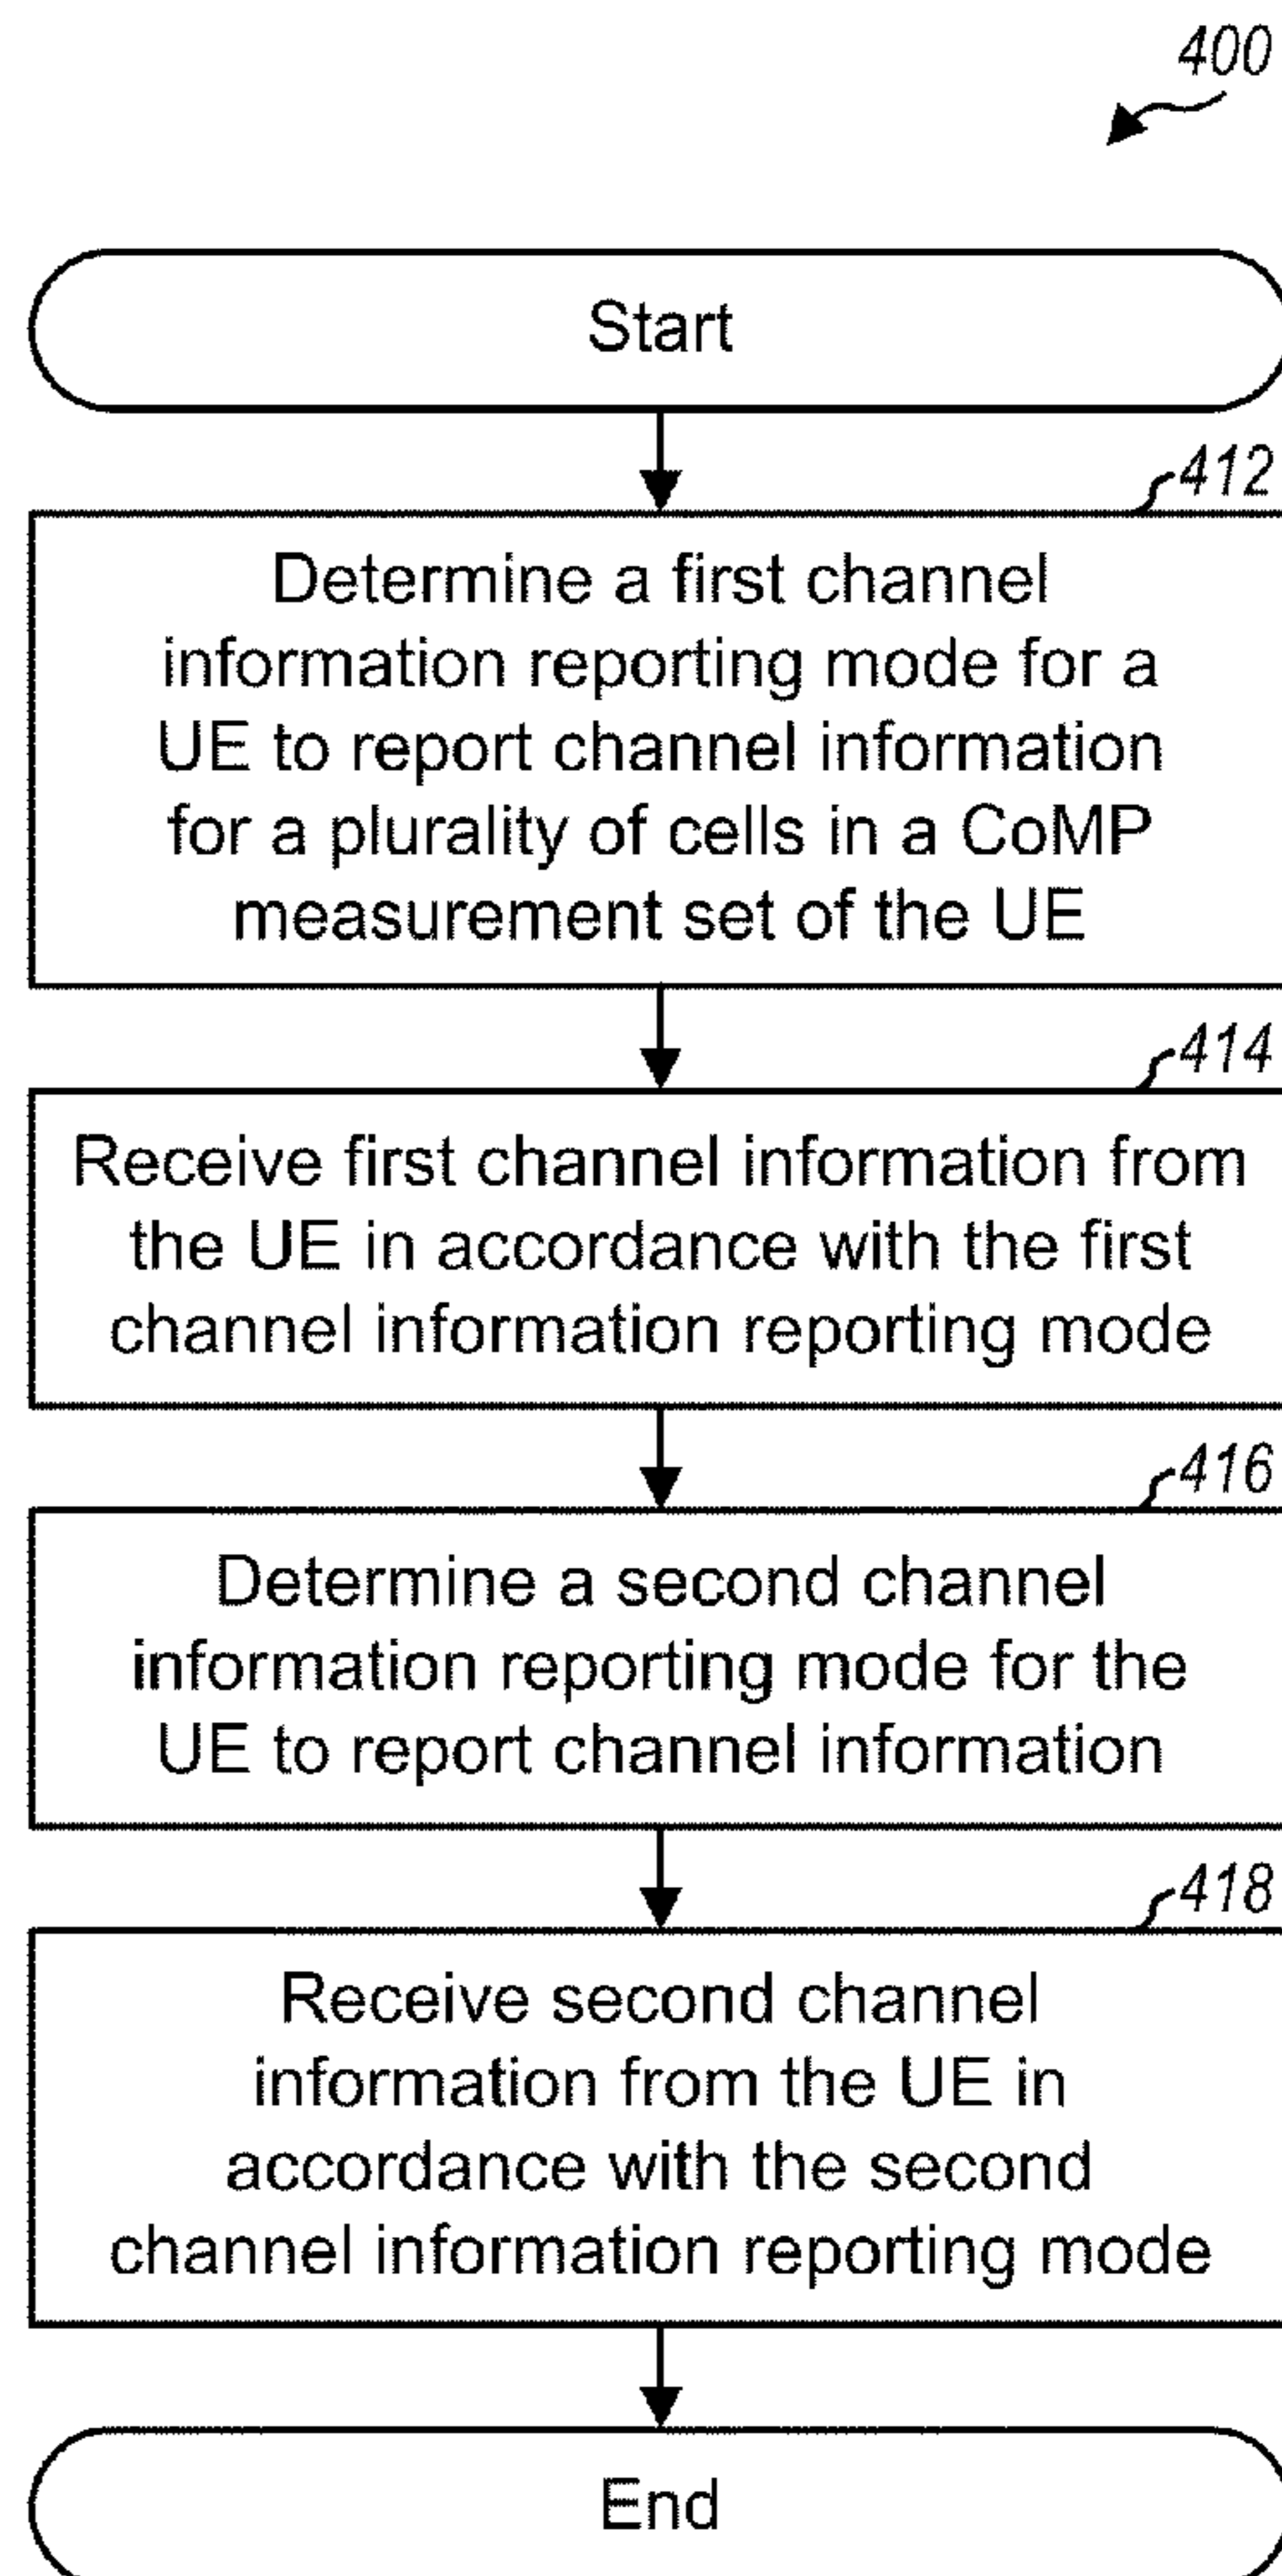 400
Start
412
Determine a first channel
information reporting mode for a
UE to report channel information
for a plurality of cells in a CoMP
measurement set of the UE
414
Receive first channel information from
the UE in accordance with the first
channel information reporting mode
416
Determine a second channel
information reporting mode for the
UE to report channel information
418
Receive second channel
information from the UE in
accordance with the second
channel information reporting mode
End